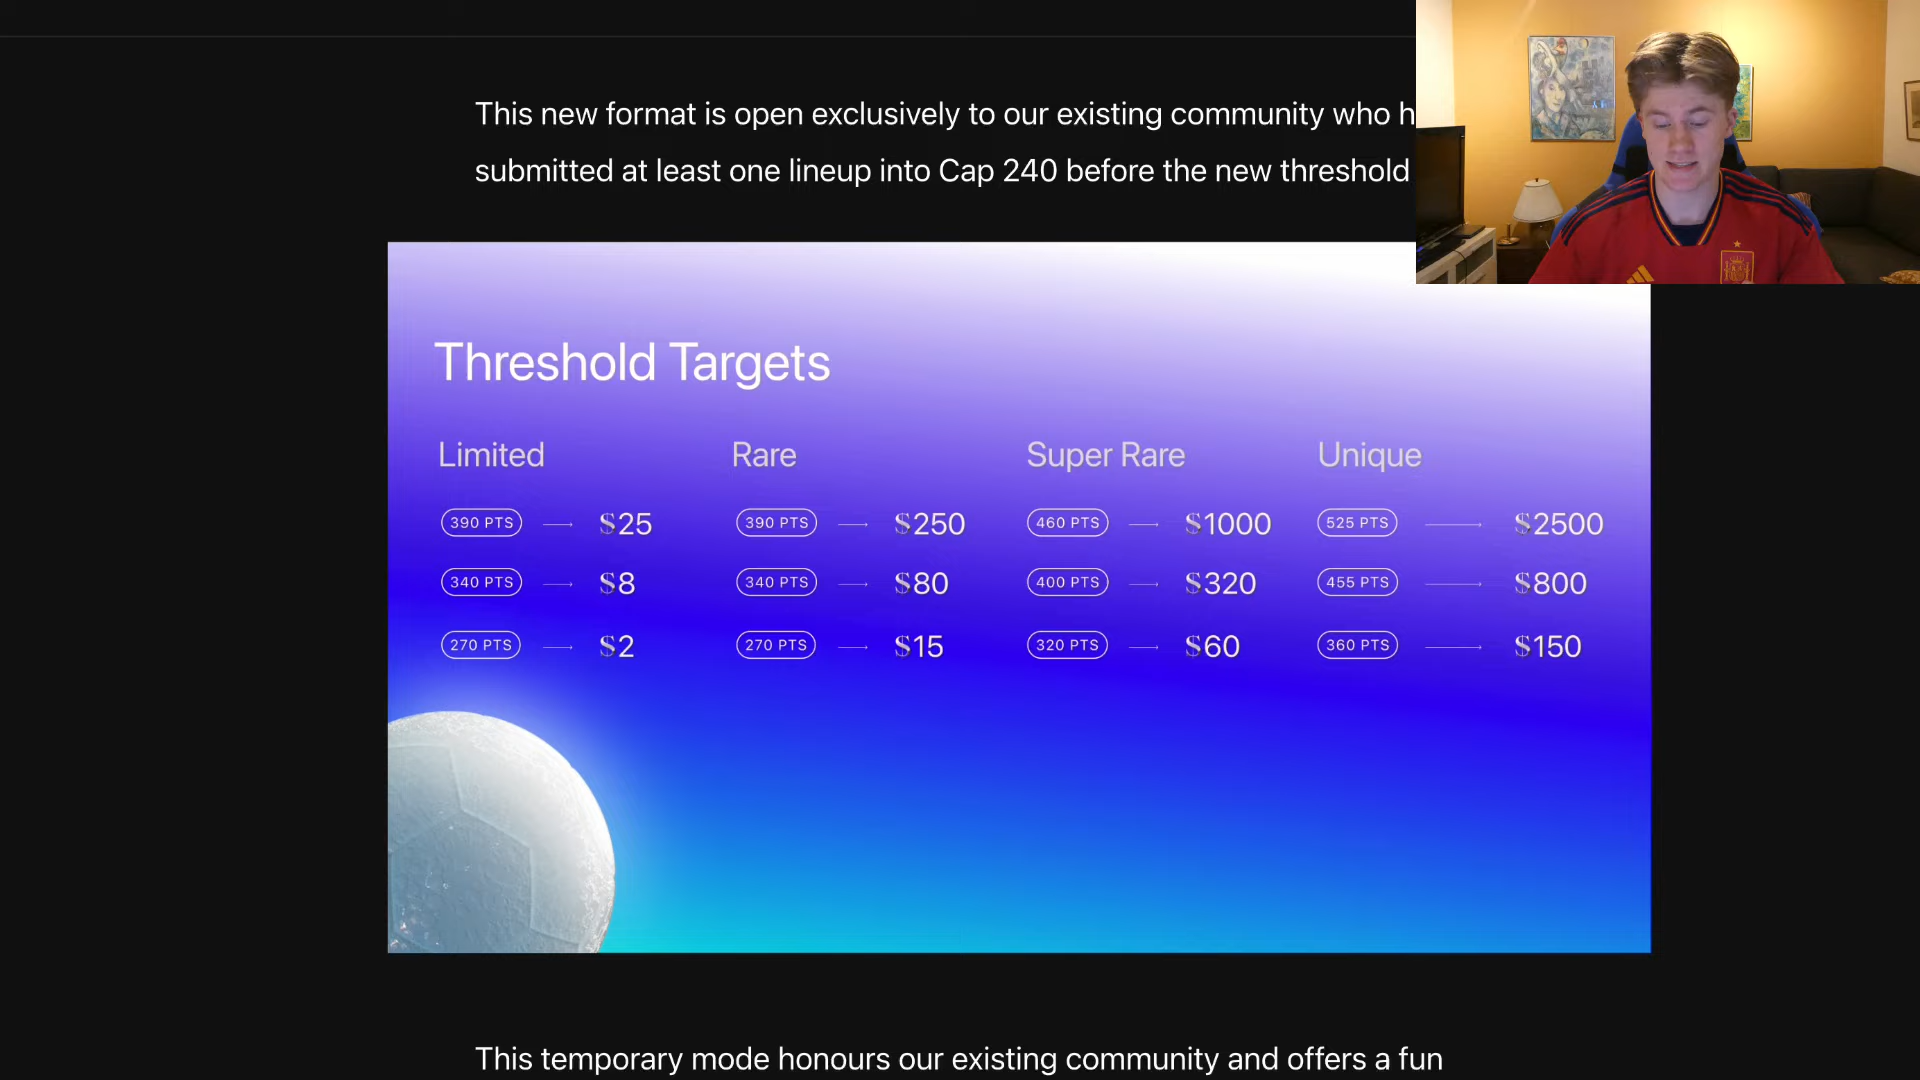 This new format is open exclusively to our existing community who h
submitted at least one lineup into Cap 240 before the new threshold
Threshold Targets
Limited
390 PTS $25
340 PTS $8
270 PTS $2
Rare
390 PTS $250
340 PTS $80
270 PTS $15
Super Rare
460 PTS $1000
400 PTS $320
320 PTS $60
Unique
525 PTS $2500
455 PTS $800
360 PTS $150
This temporary mode honours our existing community and offers a fun